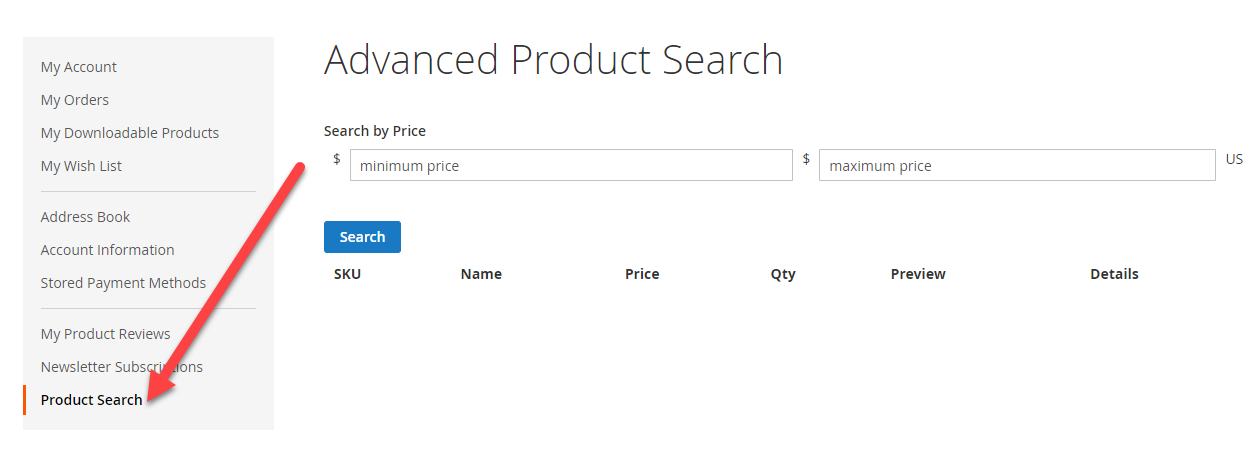 My Account
My Orders
My Downloadable Products
My Wish List
Address Book
Account Information
Stored Payment Methods
My Product Reviews
Newsletter Subscriptions
Product Search
Advanced Product Search
Search by Price
$ minimum price $ maximum price US
Search
SKU Name Price Qty Preview Details